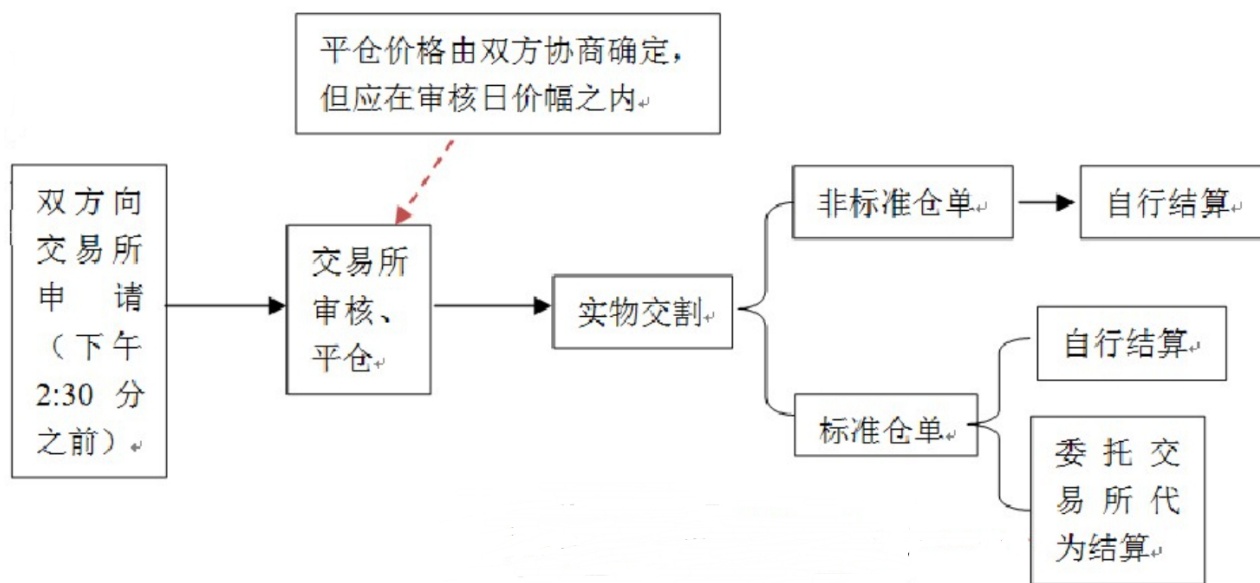 平仓价格由双方协商确定，
但应在审核日价幅之内
双方向
交易所
申请
（下午
2:30 分
之前）
交易所
审核、
平仓
实物交割
非标准仓单
自行结算
标准仓单
自行结算
委托交
易所代
为结算